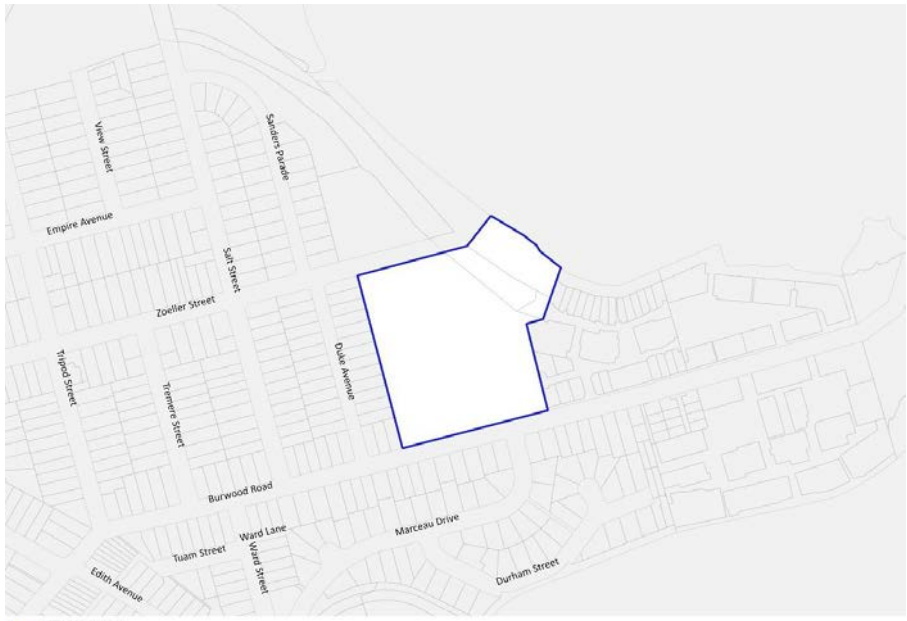 View Street
Sanders Parade
Empire Avenue
Salt Street
Zoeller Street
Tripod Street
Tremere Street
Duke Avenue
Burwood Road
Ward Lane
Tuam Street
Ward Street
Marceau Drive
Edith Avenue
Durham Street